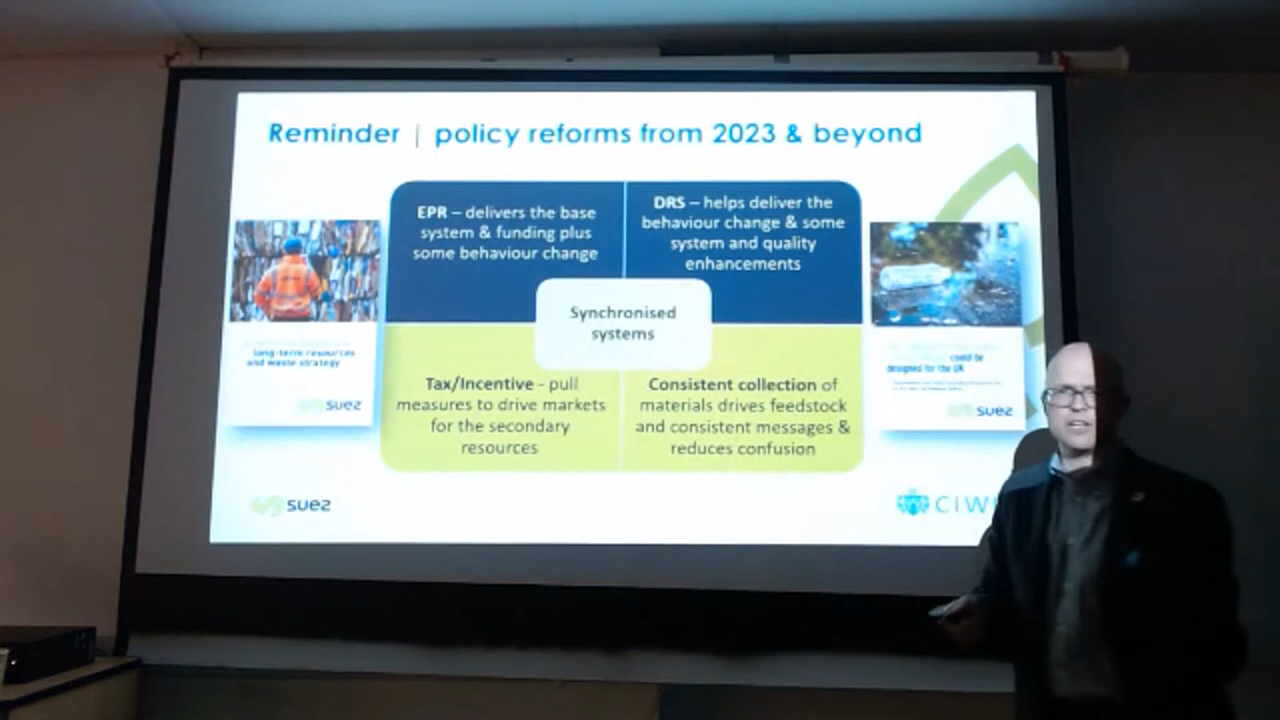 Reminder | policy reforms from 2023 & beyond
EPR – delivers the base
system & funding plus
some behaviour change
DRS – helps deliver the
behaviour change & some
system and quality
enhancements
Synchronised
systems
Tax/Incentive - pull
measures to drive markets
for the secondary
resources
Consistent collection of
materials drives feedstock
and consistent messages &
reduces confusion
long-term resources
and waste strategy
suez
could be
designed for the UK
suez
suez
CIW